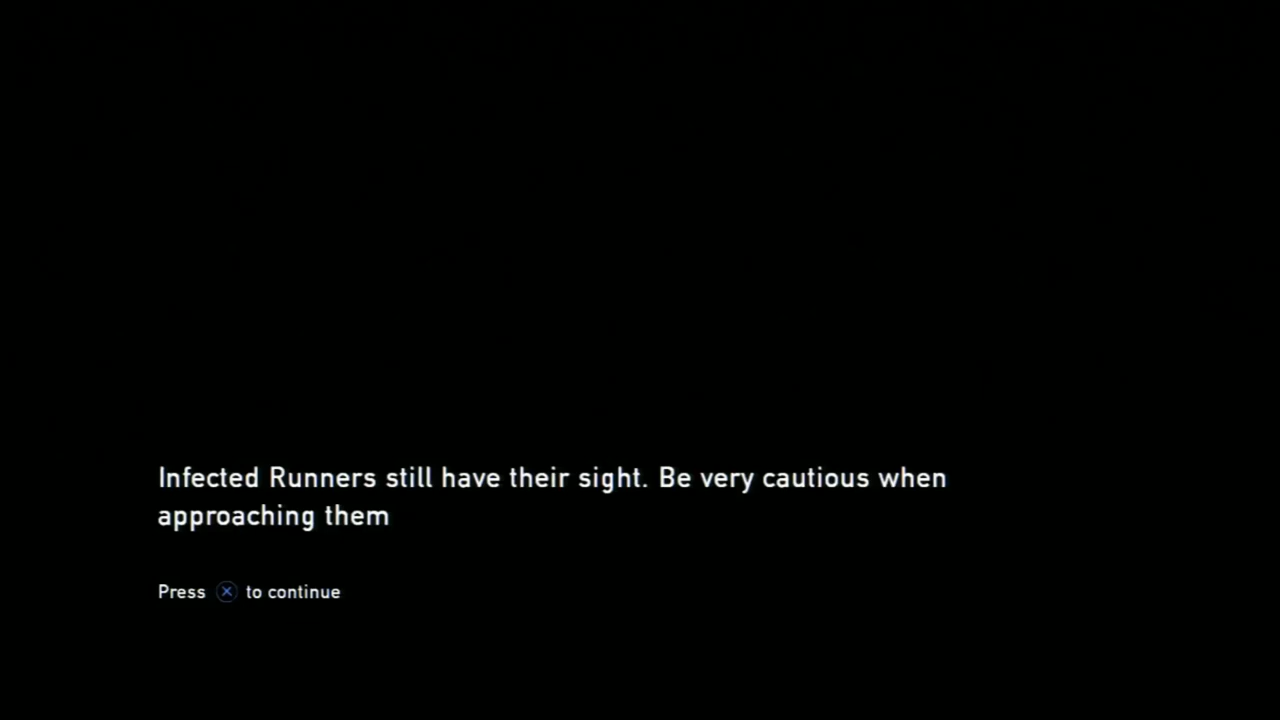 Infected Runners still have their sight. Be very cautious when
approaching them
Press ⓧ to continue